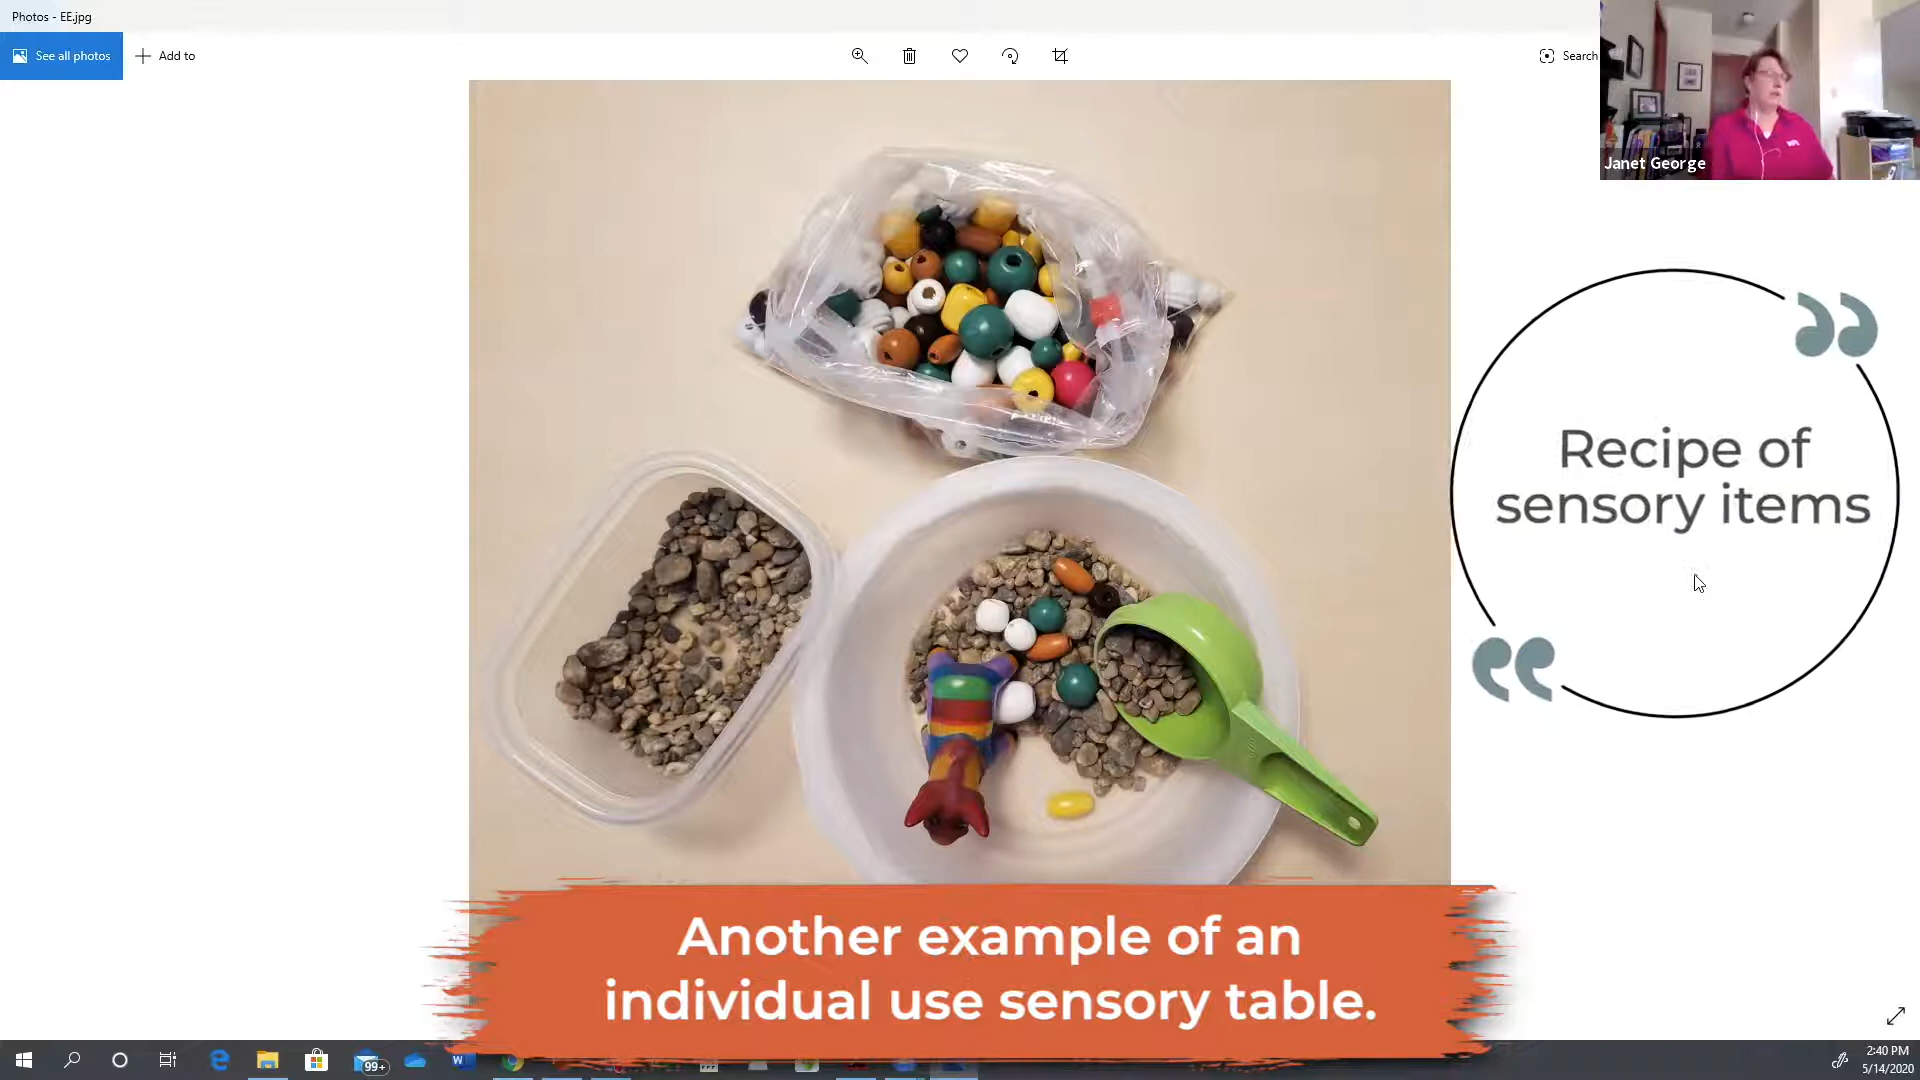 Photos - EE.jpg
See all photos
Add to
Search
Janet George
Recipe of
sensory items
Another example of an
individual use sensory table.
99+
2:40 PM
5/14/2020